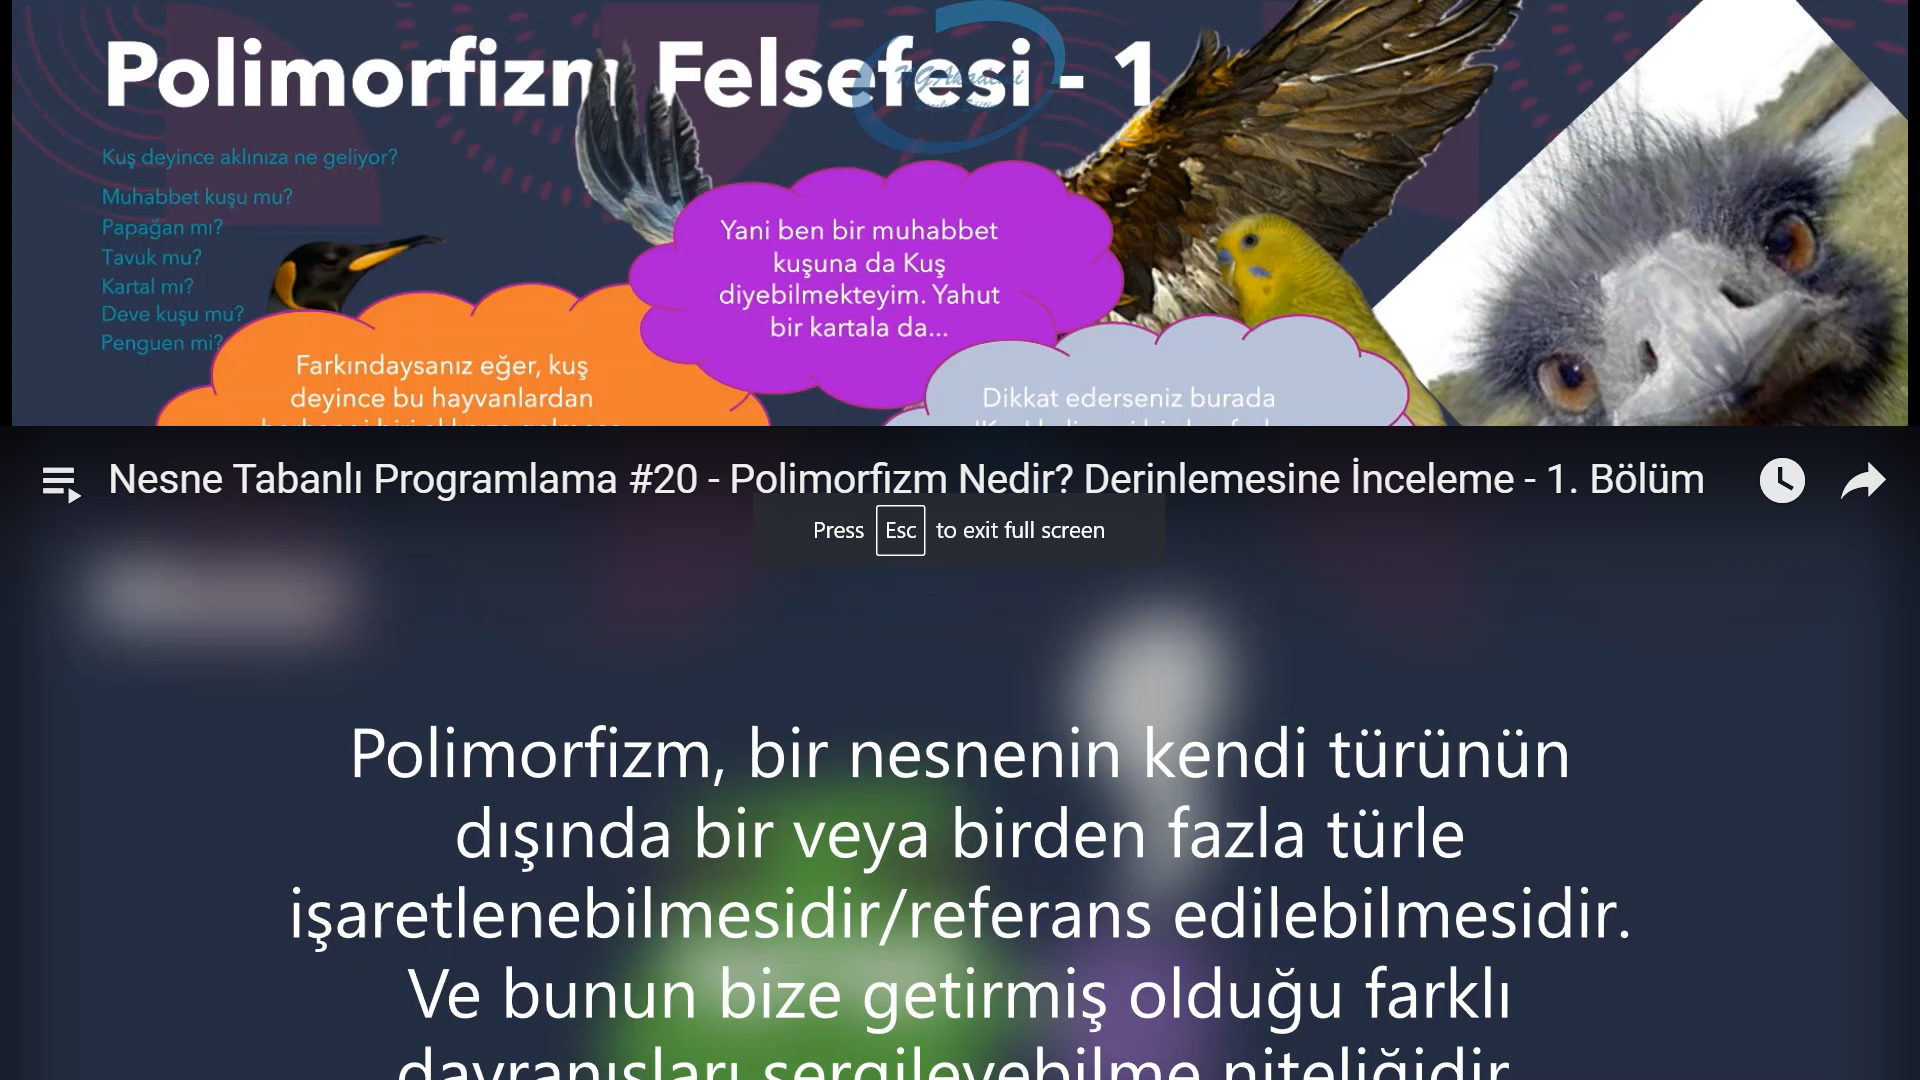 Polimorfizm Felsefesi - 1
Kuş deyince aklınıza ne geliyor?
Muhabbet kuşu mu?
Papağan mı?
Tavuk mu?
Kartal mı?
Deve kuşu mu?
Penguen mi?
Yani ben bir muhabbet
kuşuna da Kuş
diyebilmekteyim. Yahut
bir kartala da...
Farkındaysanız eğer, kuş
deyince bu hayvanlardan
Dikkat ederseniz burada
Nesne Tabanlı Programlama #20 - Polimorfizm Nedir? Derinlemesine İnceleme - 1. Bölüm
Press Esc to exit full screen
Polimorfizm, bir nesnenin kendi türünün
dışında bir veya birden fazla türle
işaretlenebilmesidir/referans edilebilmesidir.
Ve bunun bize getirmiş olduğu farklı
davranışları sergileyebilme niteliğidir